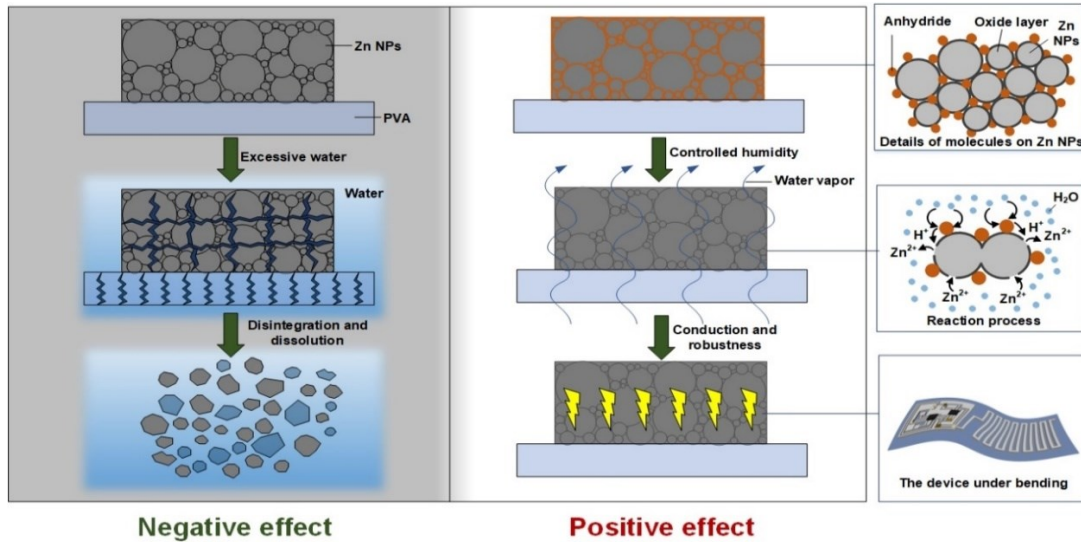 Zn NPs
PVA
Excessive water
Water
Disintegration and
dissolution
Negative effect
Controlled humidity
Water vapor
Conduction and
robustness
Positive effect
Anhydride
Oxide layer
Zn
NPs
Details of molecules on Zn NPs
H₂O
H⁺
H⁺
Zn²⁺
Zn²⁺
Zn²⁺
Zn²⁺
Reaction process
The device under bending